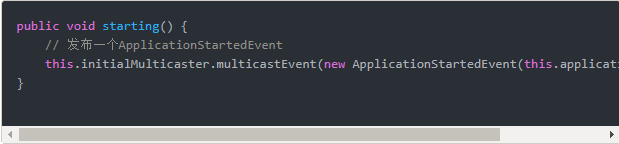 public void starting() {
// 发布一个ApplicationStartedEvent
this.initialMulticaster.multicastEvent(new ApplicationStartedEvent(this.applicati
}